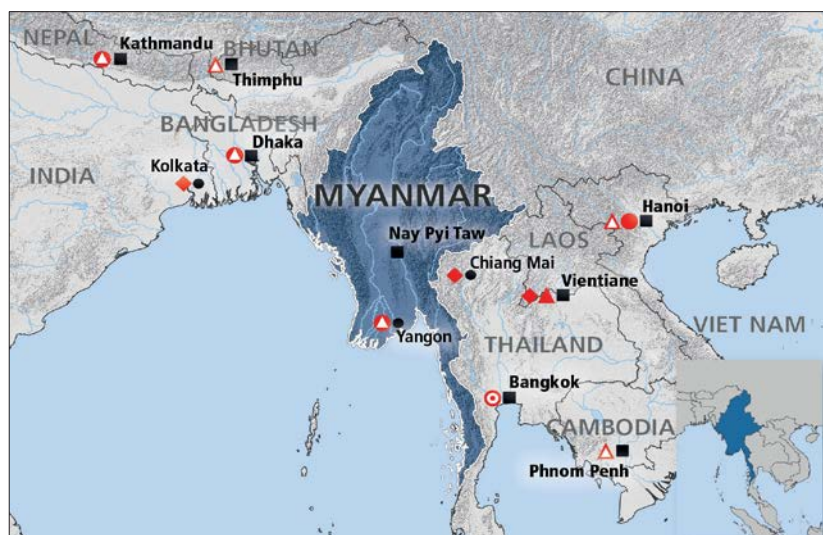 NEPAL
Kathmandu
BHUTAN
Thimphu
CHINA
BANGLADESH
Dhaka
Kolkata
INDIA
MYANMAR
Hanoi
Nay Pyi Taw
LAOS
Chiang Mai
Vientiane
Yangon
VIET NAM
THAILAND
Bangkok
CAMBODIA
Phnom Penh